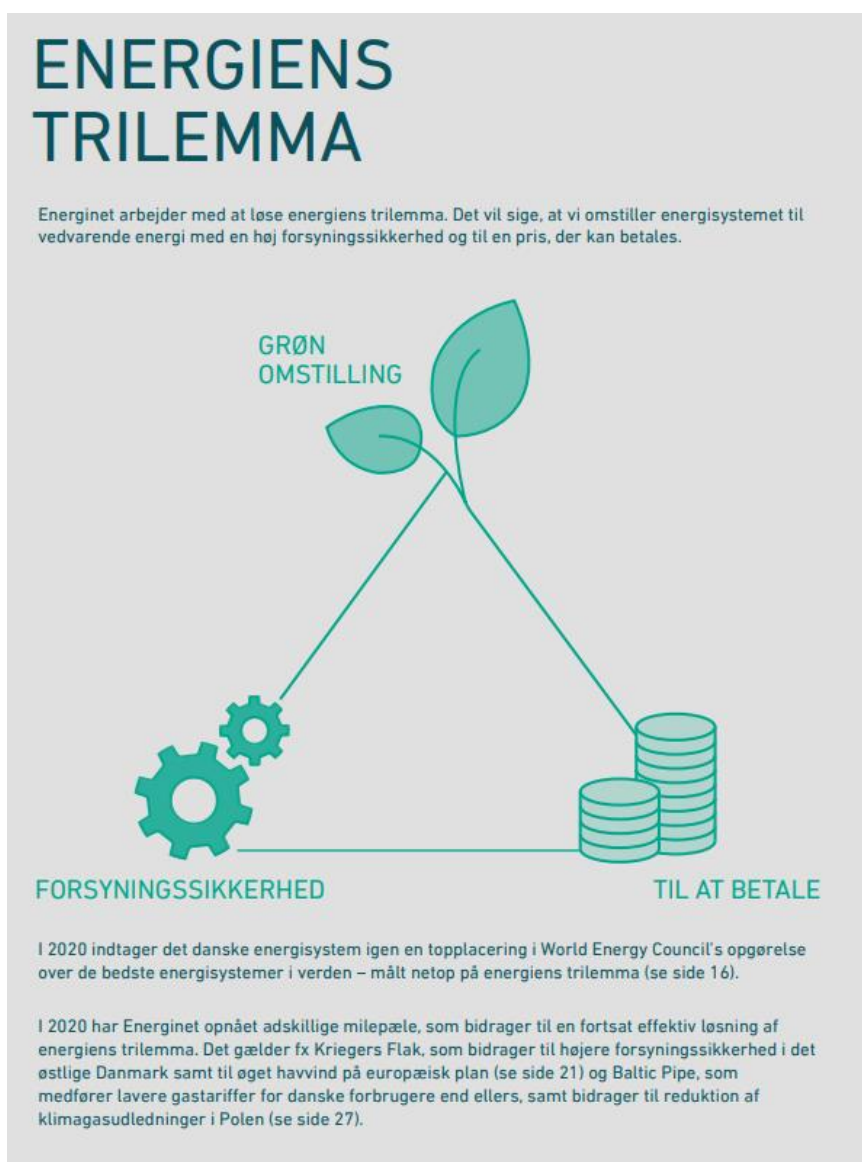 ENERGIENS
TRILEMMA
Energinet arbejder med at løse energiens trilemma. Det vil sige, at vi omstiller energisystemet til
vedvarende energi med en høj forsyningssikkerhed og til en pris, der kan betales.
GRØN
OMSTILLING
FORSYNINGSSIKKERHED
TIL AT BETALE
I 2020 indtager det danske energisystem igen en topplacering i World Energy Council's opgørelse
over de bedste energisystemer i verden – målt netop på energiens trilemma (se side 16).
I 2020 har Energinet opnået adskillige milepæle, som bidrager til en fortsat effektiv løsning af
energiens trilemma. Det gælder fx Kriegers Flak, som bidrager til højere forsyningssikkerhed i det
østlige Danmark samt til øget havvind på europæisk plan (se side 21) og Baltic Pipe, som
medfører lavere gastariffer for danske forbrugere end ellers, samt bidrager til reduktion af
klimagasudledninger i Polen (se side 27).